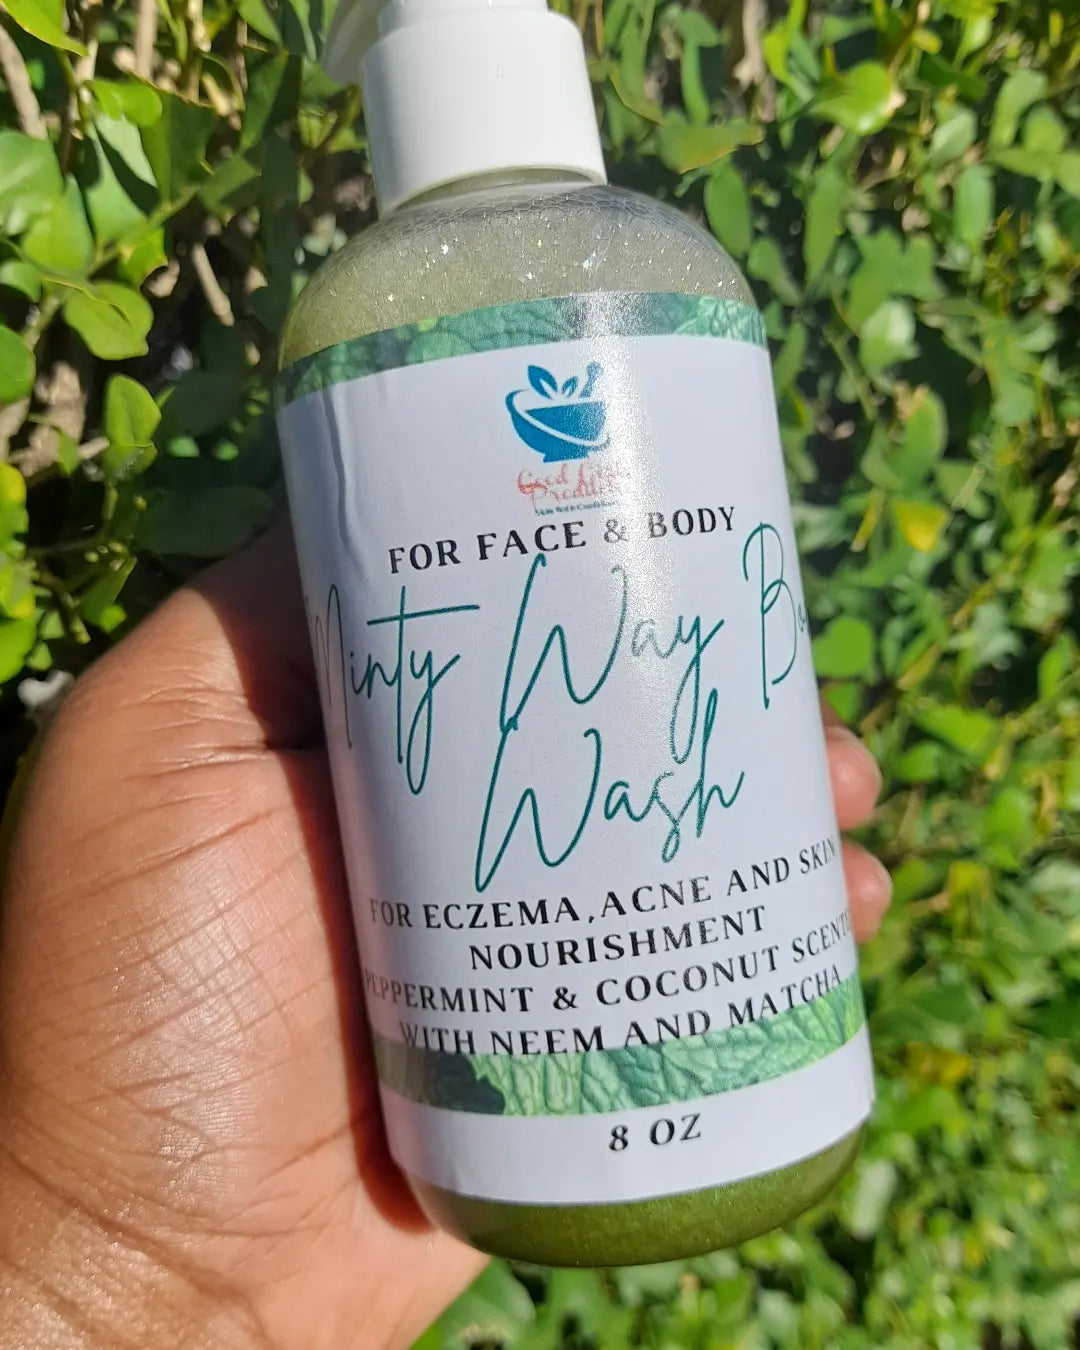 FOR FACE & BODY
Minty Way Bo
Wash
FOR ECZEMA,ACNE AND SKIN
NOURISHMENT
PEPPERMINT & COCONUT SCENTE
WITH NEEM AND MATCHA
8 OZ